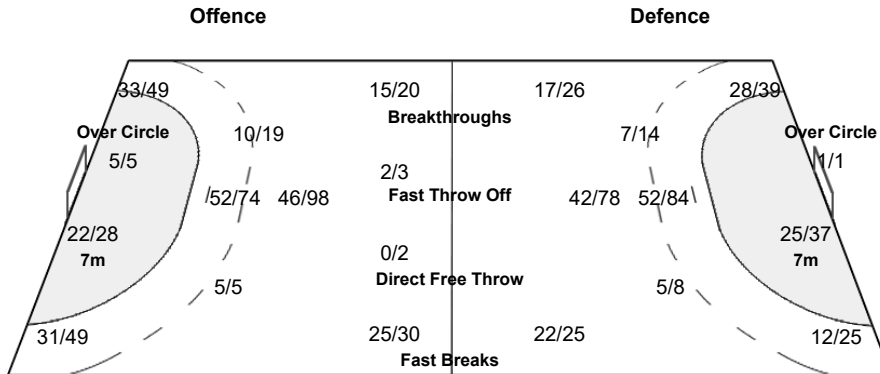 Offence Defence
33/49 15/20 17/26 28/39
Breakthroughs
Over Circle 10/19 7/14 Over Circle
5/5 1/1
2/3
52/74 46/98 Fast Throw Off 42/78 52/84
22/28 25/37
0/2
7m 7m
Direct Free Throw
5/5 5/8
31/49 25/30 22/25 12/25
Fast Breaks